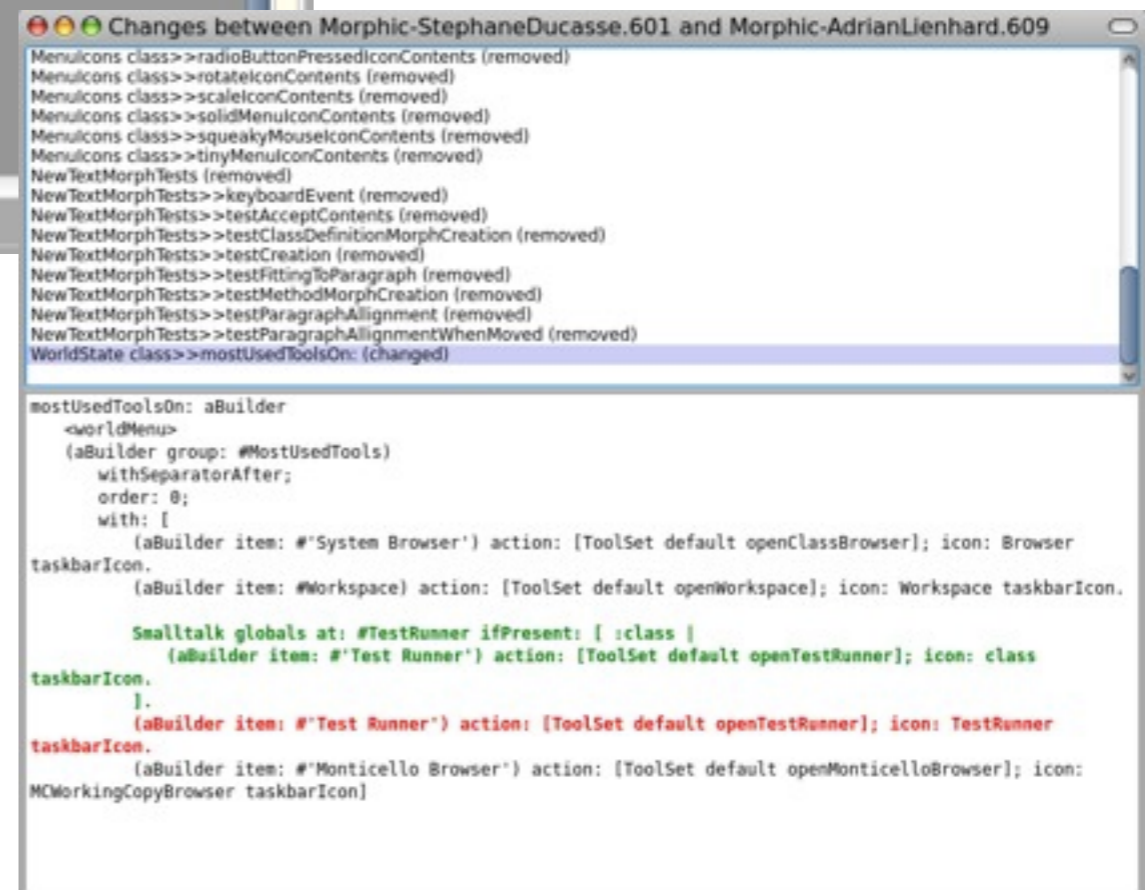 Changes between Morphic-StephaneDucasse.601 and Morphic-AdrianLienhard.609
MenuIcons class>>radioButtonPressedIconContents (removed)
MenuIcons class>>rotateIconContents (removed)
MenuIcons class>>scaleIconContents (removed)
MenuIcons class>>solidMenuIconContents (removed)
MenuIcons class>>squeakyMouseIconContents (removed)
MenuIcons class>>tinyMenuIconContents (removed)
NewTextMorphTests (removed)
NewTextMorphTests>>keyboardEvent (removed)
NewTextMorphTests>>testAcceptContents (removed)
NewTextMorphTests>>testClassDefinitionMorphCreation (removed)
NewTextMorphTests>>testCreation (removed)
NewTextMorphTests>>testFittingToParagraph (removed)
NewTextMorphTests>>testMethodMorphCreation (removed)
NewTextMorphTests>>testParagraphAllignment (removed)
NewTextMorphTests>>testParagraphAllignmentWhenMoved (removed)
WorldState class>>mostUsedToolsOn: (changed)
mostUsedToolsOn: aBuilder
<worldMenu>
(aBuilder group: #MostUsedTools)
withSeparatorAfter;
order: 0;
with: [
(aBuilder item: #'System Browser') action: [ToolSet default openClassBrowser]; icon: Browser
taskbarIcon.
(aBuilder item: #Workspace) action: [ToolSet default openWorkspace]; icon: Workspace taskbarIcon.
Smalltalk globals at: #TestRunner ifPresent: [ :class |
(aBuilder item: #'Test Runner') action: [ToolSet default openTestRunner]; icon: class
taskbarIcon.
].
(aBuilder item: #'Test Runner') action: [ToolSet default openTestRunner]; icon: TestRunner
taskbarIcon.
(aBuilder item: #'Monticello Browser') action: [ToolSet default openMonticelloBrowser]; icon:
MCWorkingCopyBrowser taskbarIcon]